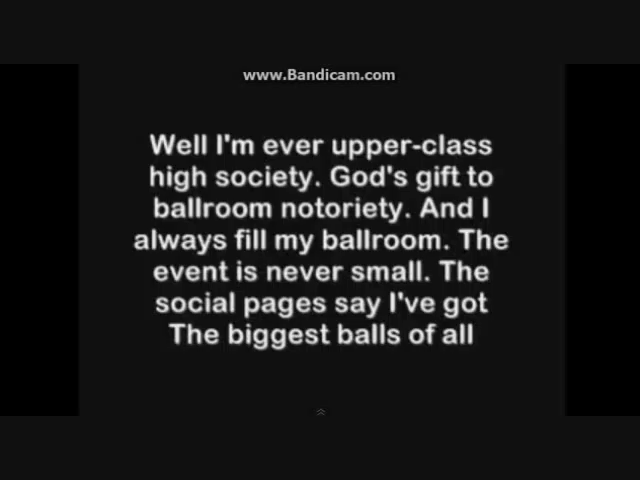 www.Bandicam.com
Well I'm ever upper-class
high society. God's gift to
ballroom notoriety. And I
always fill my ballroom. The
event is never small. The
social pages say I've got
The biggest balls of all